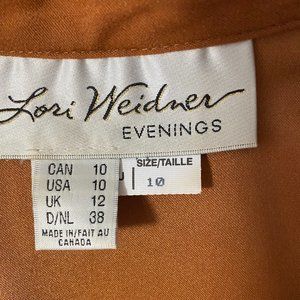 Lori Weidner
EVENINGS
CAN 10
USA 10
UK 12
D/NL 38
MADE IN/FAIT AU
CANADA
SIZE/TAILLE
10